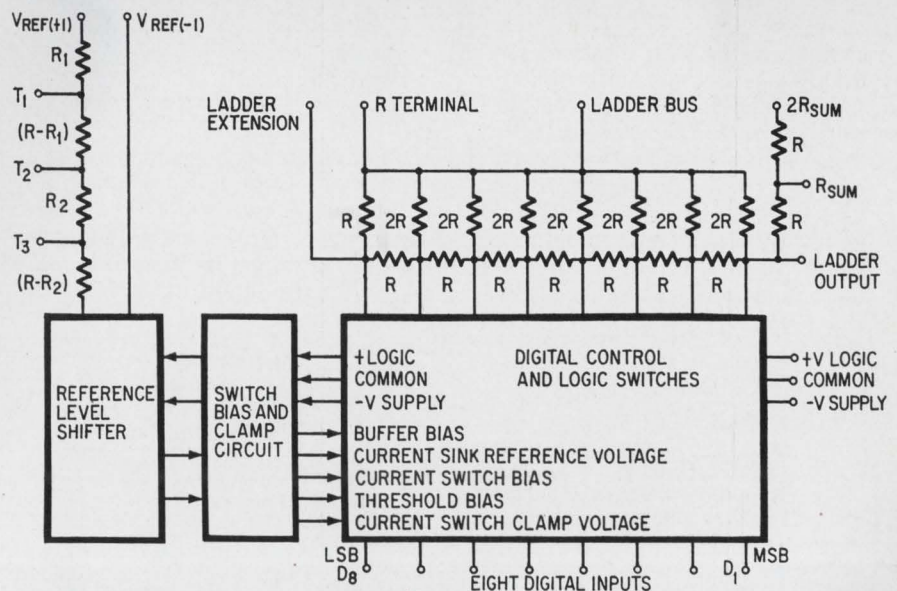 VREF(+1)
VREF(-1)
R1
T1
(R-R1)
T2
R2
T3
(R-R2)
LADDER
EXTENSION
R TERMINAL
LADDER BUS
2RSUM
R
RSUM
R
R 2R 2R 2R 2R 2R 2R 2R
LADDER
OUTPUT
R R R R R R R
REFERENCE
LEVEL
SHIFTER
SWITCH
BIAS AND
CLAMP
CIRCUIT
+LOGIC
COMMON
-V SUPPLY
BUFFER BIAS
CURRENT SINK REFERENCE VOLTAGE
CURRENT SWITCH BIAS
THRESHOLD BIAS
CURRENT SWITCH CLAMP VOLTAGE
DIGITAL CONTROL
AND LOGIC SWITCHES
+V LOGIC
COMMON
-V SUPPLY
LSB
D8
EIGHT DIGITAL INPUTS
MSB
D1